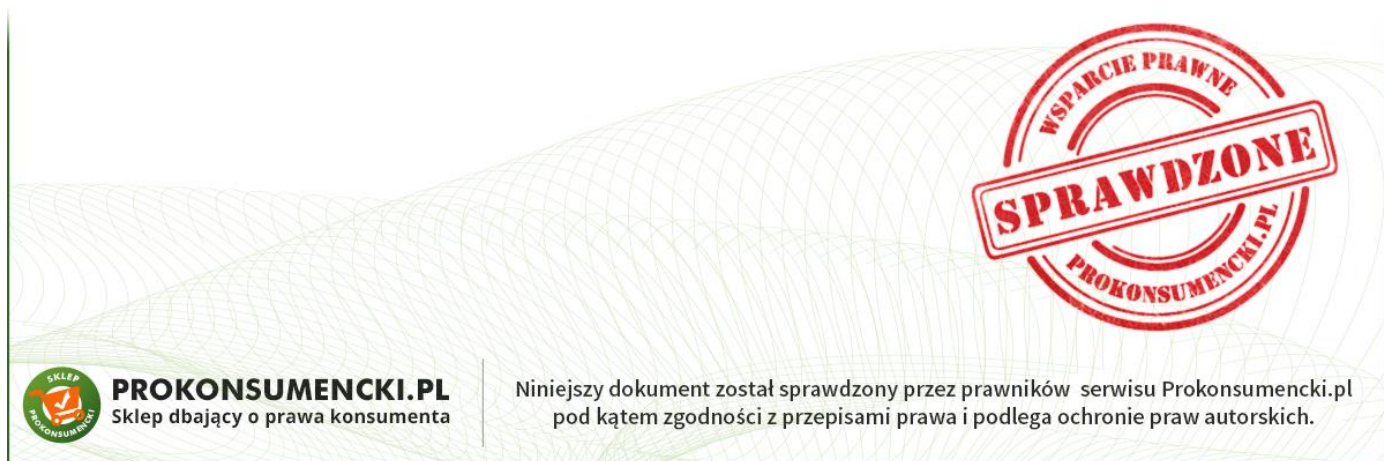 WSPARCIE PRAWNE
SPRAWDZONE
PROKONSUMENCKI.PL
SKLEP
PROKONSUMENCKI
PROKONSUMENCKI.PL
Sklep dbający o prawa konsumenta
Niniejszy dokument został sprawdzony przez prawników serwisu Prokonsumencki.pl
pod kątem zgodności z przepisami prawa i podlega ochronie praw autorskich.